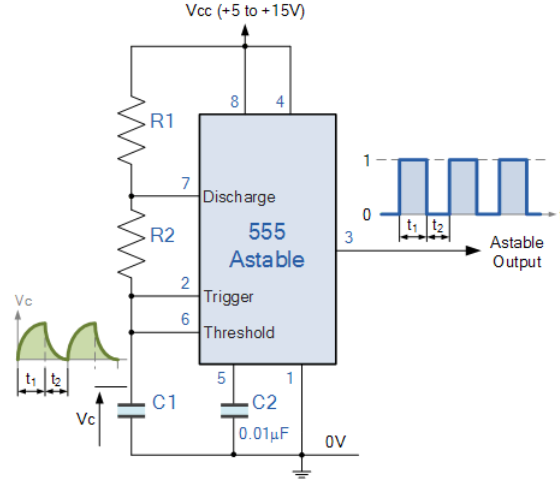 Vcc (+5 to +15V)
8
4
R1
7
Discharge
1
0
t1
t2
R2
555
Astable
3
Astable
Output
2
Trigger
Vc
6
Threshold
t1
t2
5
1
Vc
C1
C2
0.01µF
0V